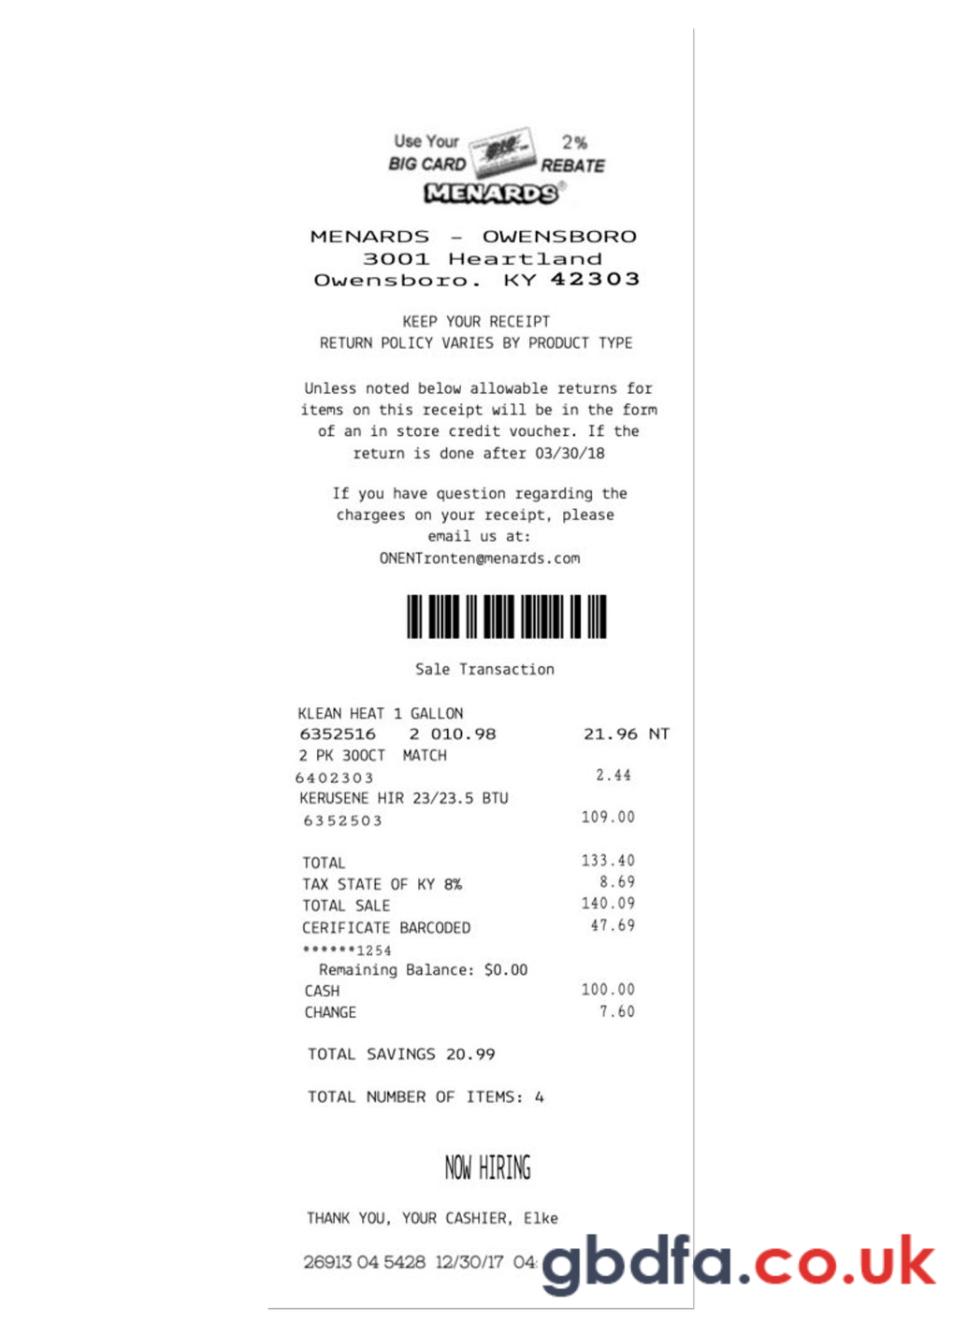 Use Your 2%
BIG CARD REBATE
MENARDS®
MENARDS - OWENSBORO
3001 Heartland
Owensboro. KY 42303
KEEP YOUR RECEIPT
RETURN POLICY VARIES BY PRODUCT TYPE
Unless noted below allowable returns for
items on this receipt will be in the form
of an in store credit voucher. If the
return is done after 03/30/18
If you have question regarding the
chargees on your receipt, please
email us at:
ONENTronten@menards.com
Sale Transaction
KLEAN HEAT 1 GALLON
6352516 2 010.98 21.96 NT
2 PK 300CT MATCH
6402303 2.44
KERUSENE HIR 23/23.5 BTU
6352503 109.00
TOTAL 133.40
TAX STATE OF KY 8% 8.69
TOTAL SALE 140.09
CERIFICATE BARCODED 47.69
******1254
Remaining Balance: $0.00
CASH 100.00
CHANGE 7.60
TOTAL SAVINGS 20.99
TOTAL NUMBER OF ITEMS: 4
NOW HIRING
THANK YOU, YOUR CASHIER, Elke
26913 04 5428 12/30/17 04:
gbdfa.co.uk